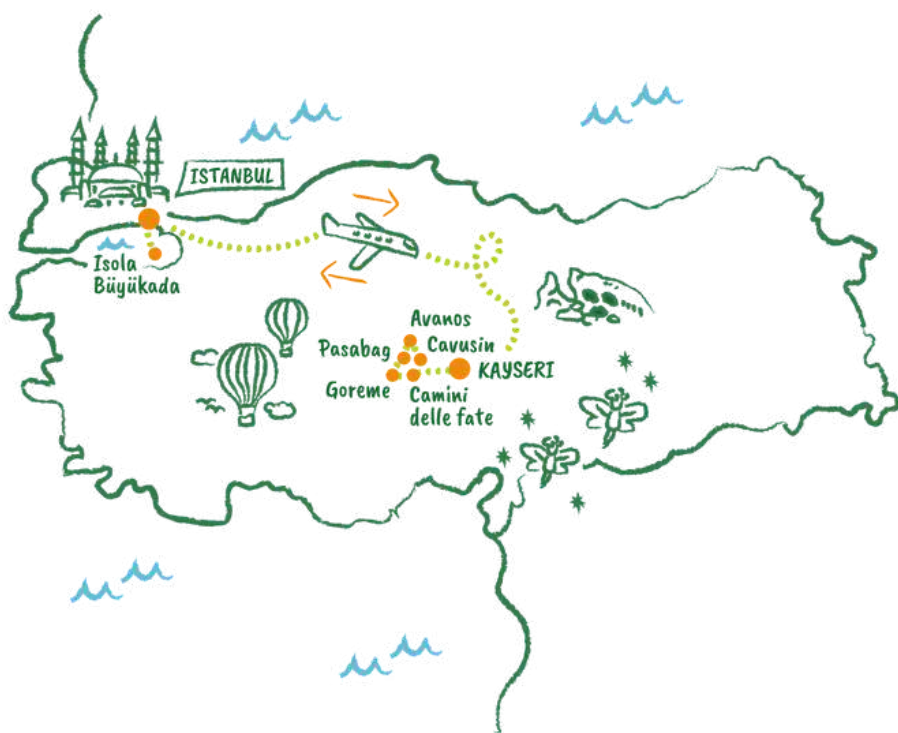 ISTANBUL
Isola
Büyükada
Avanos
Pasabag
Cavusin
KAYSERI
Goreme
Camini
delle fate